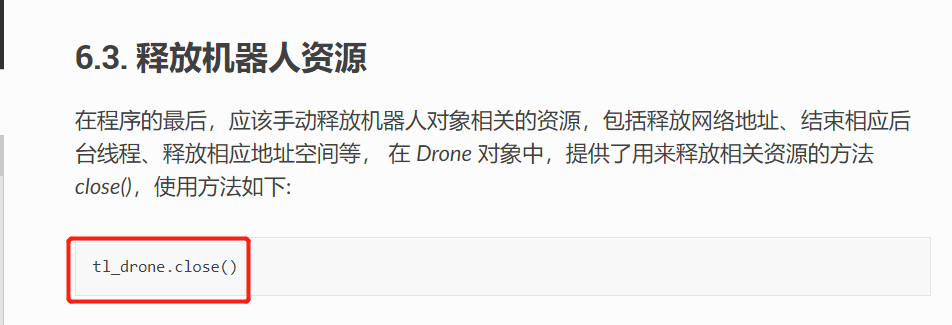 6.3. 释放机器人资源
在程序的最后，应该手动释放机器人对象相关的资源，包括释放网络地址、结束相应后
台线程、释放相应地址空间等， 在 Drone 对象中，提供了用来释放相关资源的方法
close()，使用方法如下:
tl_drone.close()